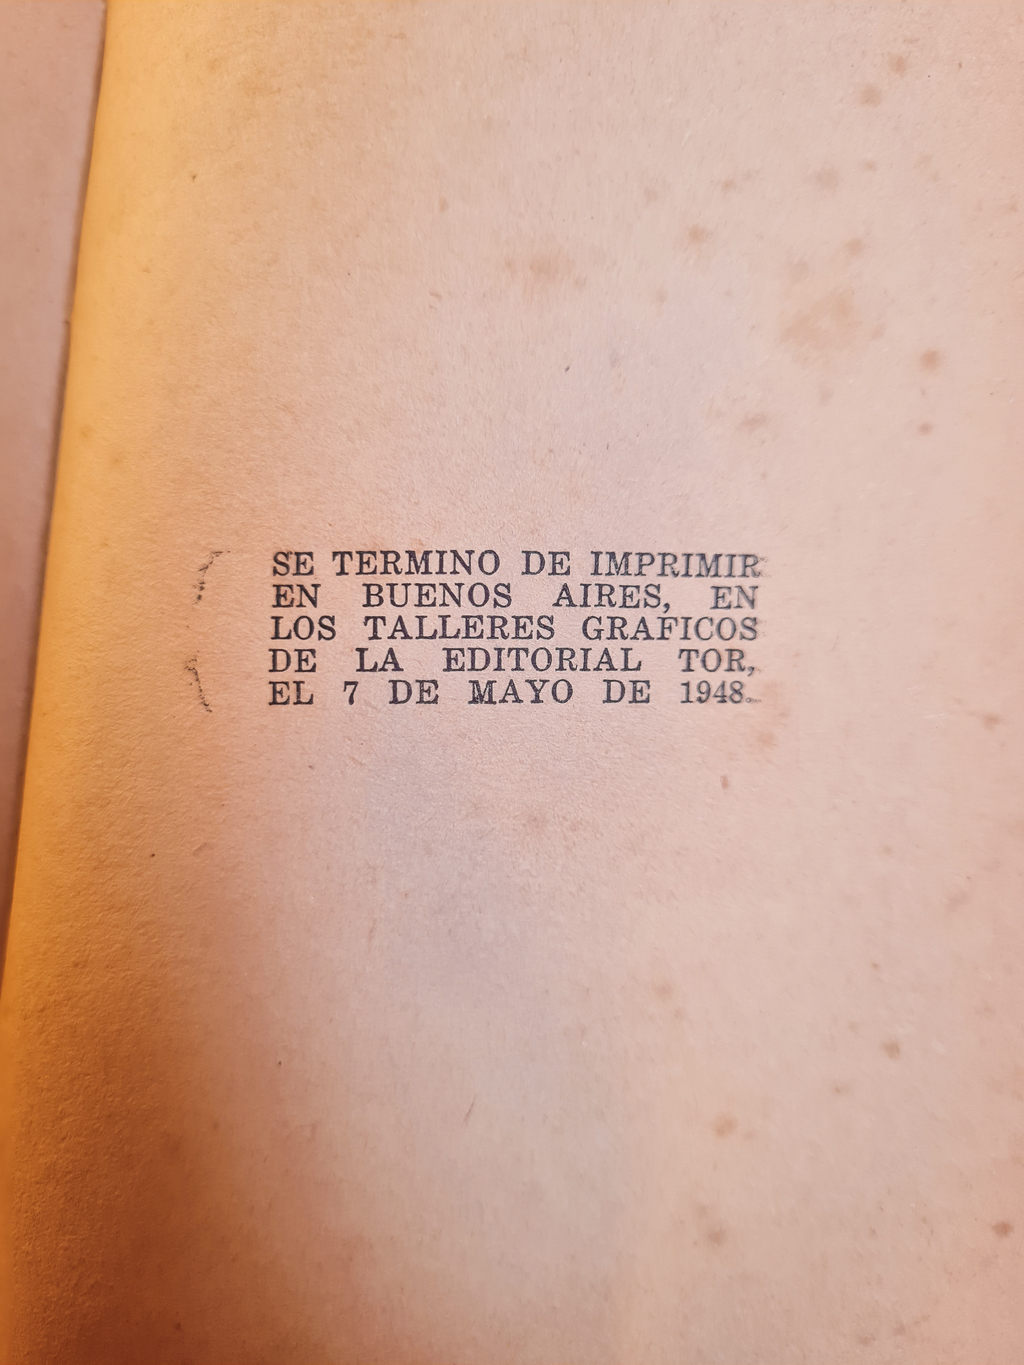 SE TERMINO DE IMPRIMIR
EN BUENOS AIRES, EN
LOS TALLERES GRAFICOS
DE LA EDITORIAL TOR,
EL 7 DE MAYO DE 1948.